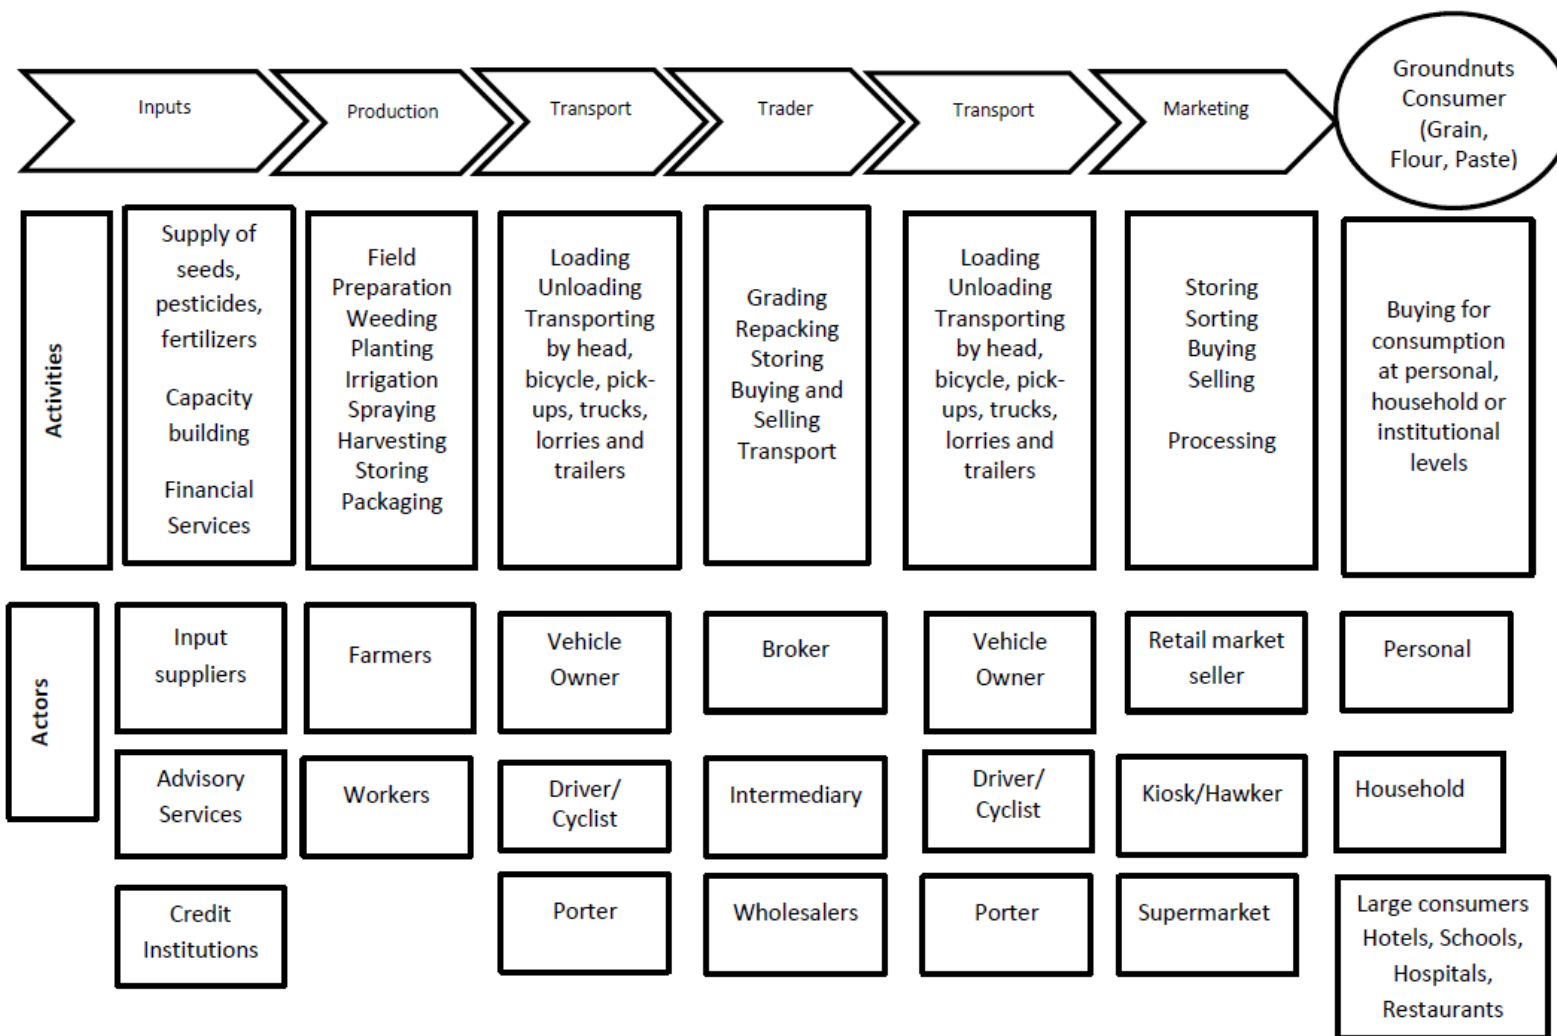 Inputs
Production
Transport
Trader
Transport
Marketing
Groundnuts
Consumer
(Grain,
Flour, Paste)
Activities
Supply of
seeds,
pesticides,
fertilizers
Capacity
building
Financial
Services
Field
Preparation
Weeding
Planting
Irrigation
Spraying
Harvesting
Storing
Packaging
Loading
Unloading
Transporting
by head,
bicycle, pick-
ups, trucks,
lorries and
trailers
Grading
Repacking
Storing
Buying and
Selling
Transport
Loading
Unloading
Transporting
by head,
bicycle, pick-
ups, trucks,
lorries and
trailers
Storing
Sorting
Buying
Selling
Processing
Buying for
consumption
at personal,
household or
institutional
levels
Actors
Input
suppliers
Farmers
Vehicle
Owner
Broker
Vehicle
Owner
Retail market
seller
Personal
Advisory
Services
Workers
Driver/
Cyclist
Intermediary
Driver/
Cyclist
Kiosk/Hawker
Household
Credit
Institutions
Porter
Wholesalers
Porter
Supermarket
Large consumers
Hotels, Schools,
Hospitals,
Restaurants